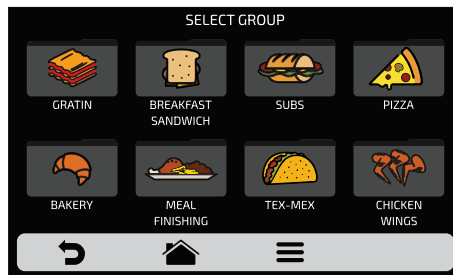 SELECT GROUP
GRATIN
BREAKFAST
SANDWICH
SUBS
PIZZA
BAKERY
MEAL
FINISHING
TEX-MEX
CHICKEN
WINGS